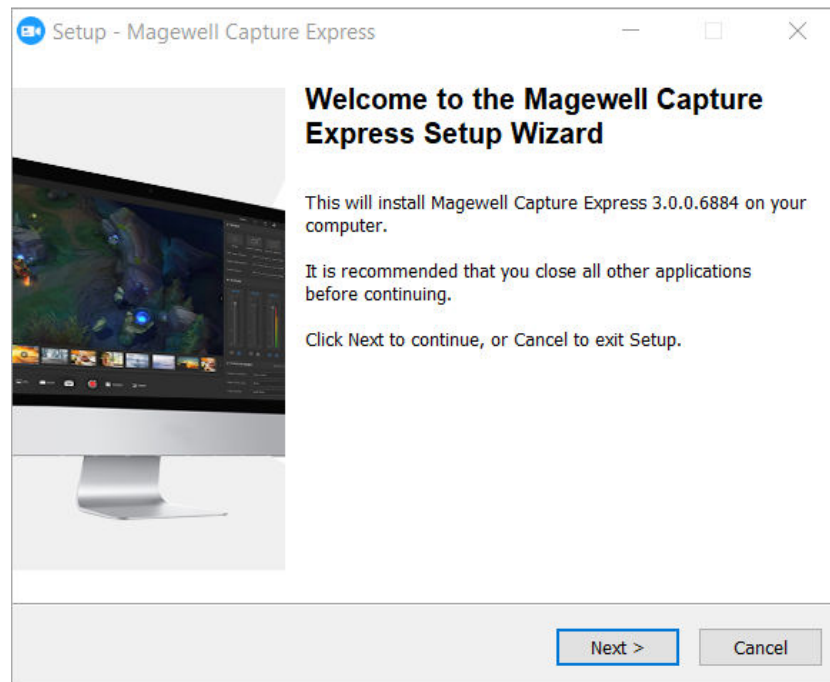 Setup - Magewell Capture Express
Welcome to the Magewell Capture
Express Setup Wizard
This will install Magewell Capture Express 3.0.0.6884 on your
computer.
It is recommended that you close all other applications
before continuing.
Click Next to continue, or Cancel to exit Setup.
Next >
Cancel